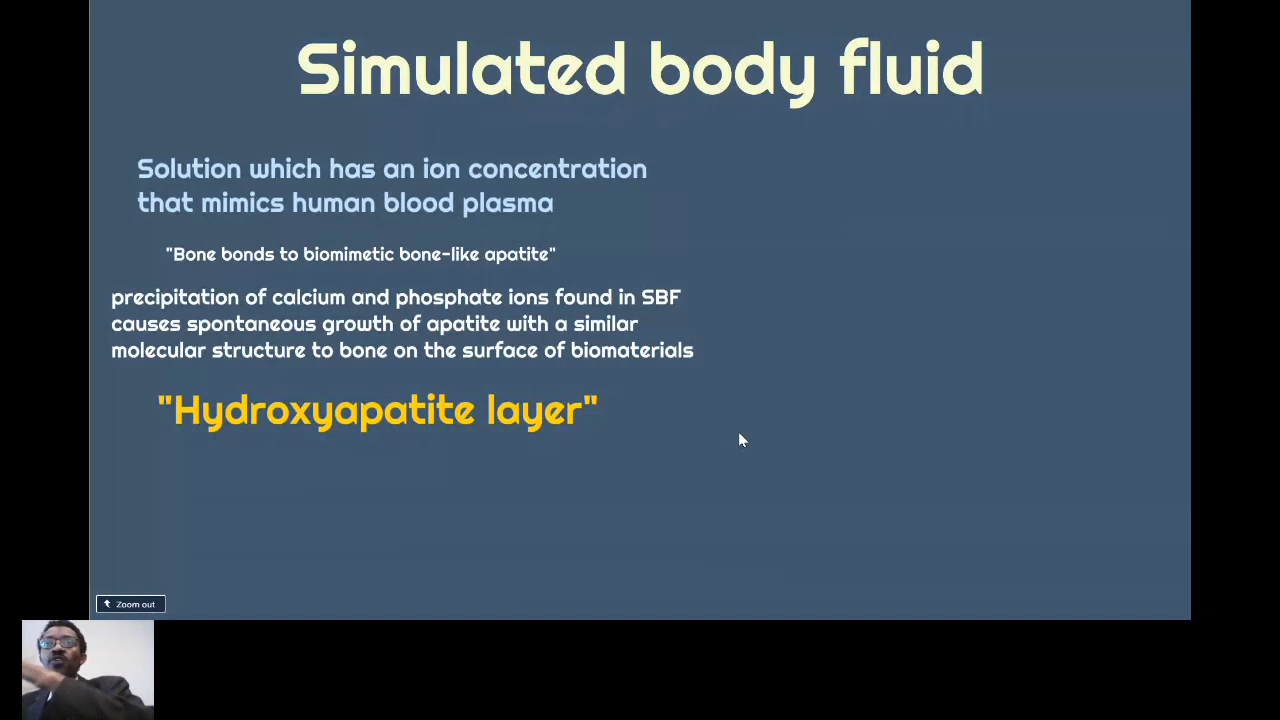 Simulated body fluid
Solution which has an ion concentration
that mimics human blood plasma
"Bone bonds to biomimetic bone-like apatite"
precipitation of calcium and phosphate ions found in SBF
causes spontaneous growth of apatite with a similar
molecular structure to bone on the surface of biomaterials
"Hydroxyapatite layer"
Zoom out